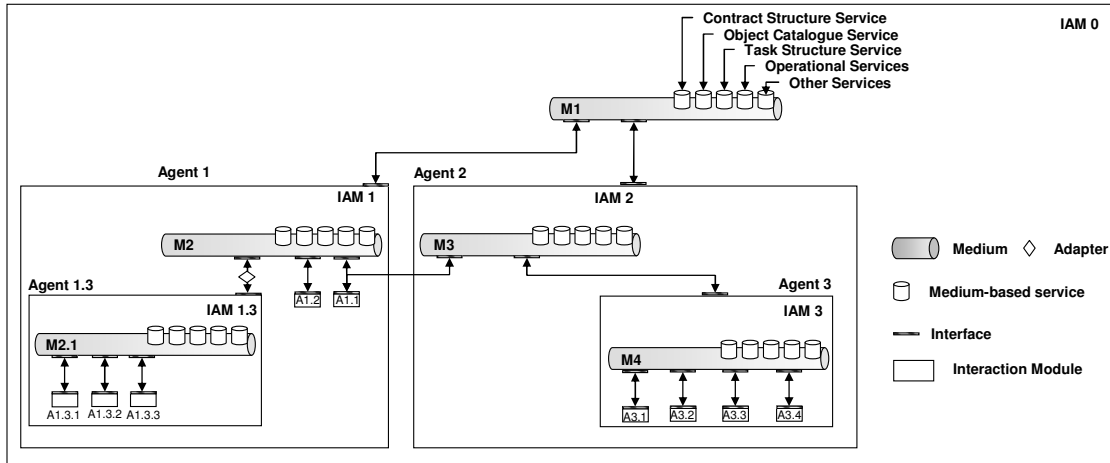 Contract Structure Service
IAM 0
Object Catalogue Service
Task Structure Service
Operational Services
Other Services
M1
Agent 1
Agent 2
IAM 1
IAM 2
M2
M3
Medium
Adapter
Agent 1.3
Agent 3
A1.2
A1.1
IAM 1.3
IAM 3
Medium-based service
M2.1
Interface
M4
Interaction Module
A1.3.1
A1.3.2
A1.3.3
A3.1
A3.2
A3.3
A3.4